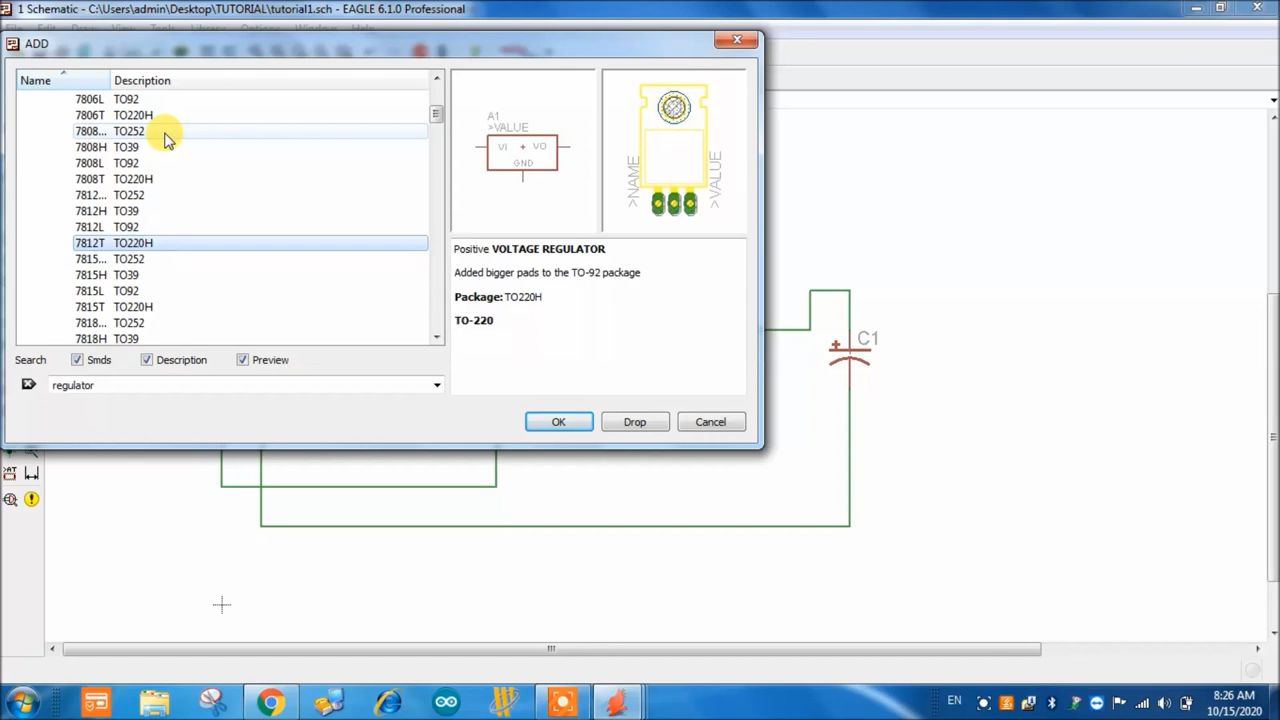 1 Schematic - C:\Users\admin\Desktop\TUTORIAL\tutorial1.sch - EAGLE 6.1.0 Professional
ADD
Name Description
7806L TO92
7806T TO220H
7808... TO252
7808H TO39
7808L TO92
7808T TO220H
7812... TO252
7812H TO39
7812L TO92
7812T TO220H
7815... TO252
7815H TO39
7815L TO92
7815T TO220H
7818... TO252
7818H TO39
A1
>VALUE
VI + VO
GND
>NAME
>VALUE
Positive VOLTAGE REGULATOR
Added bigger pads to the TO-92 package
Package: TO220H
TO-220
Search Smds Description Preview
regulator
OK Drop Cancel
+ C1
EN
8:26 AM
10/15/2020